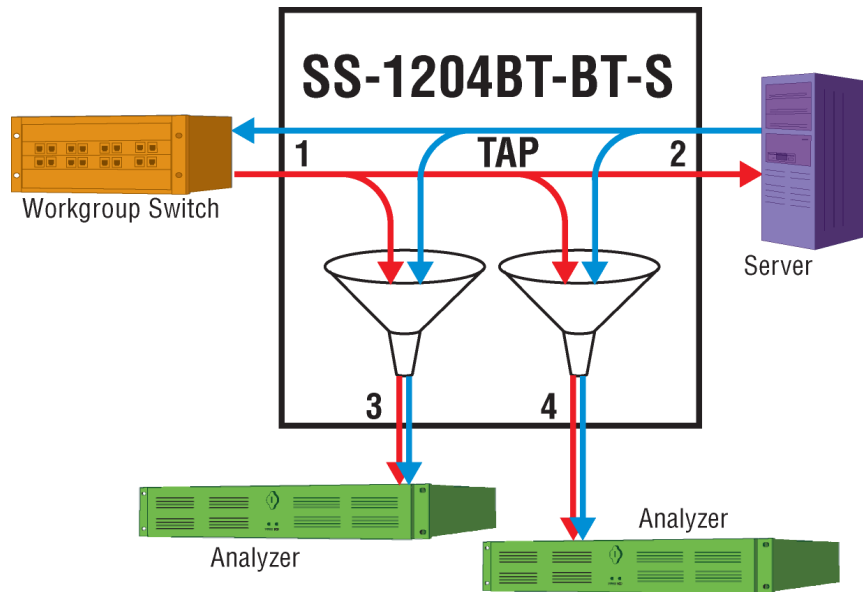 SS-1204BT-BT-S
1
TAP
2
Workgroup Switch
Server
3
4
Analyzer
Analyzer